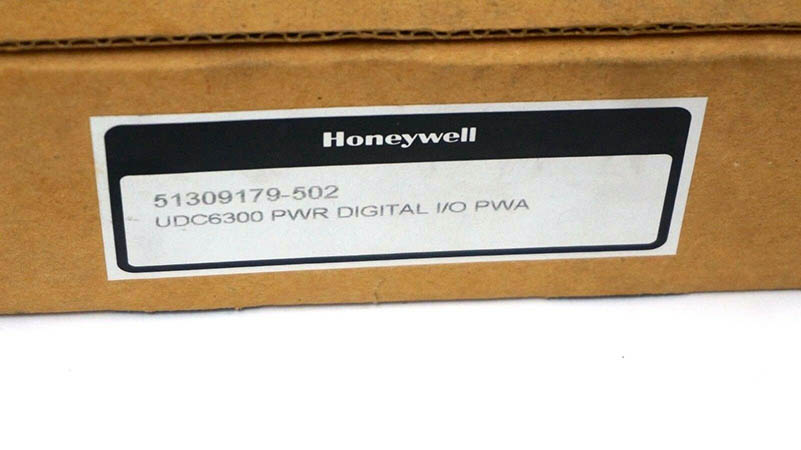 Honeywell
51309179-502
UDC6300 PWR DIGITAL I/O PWA